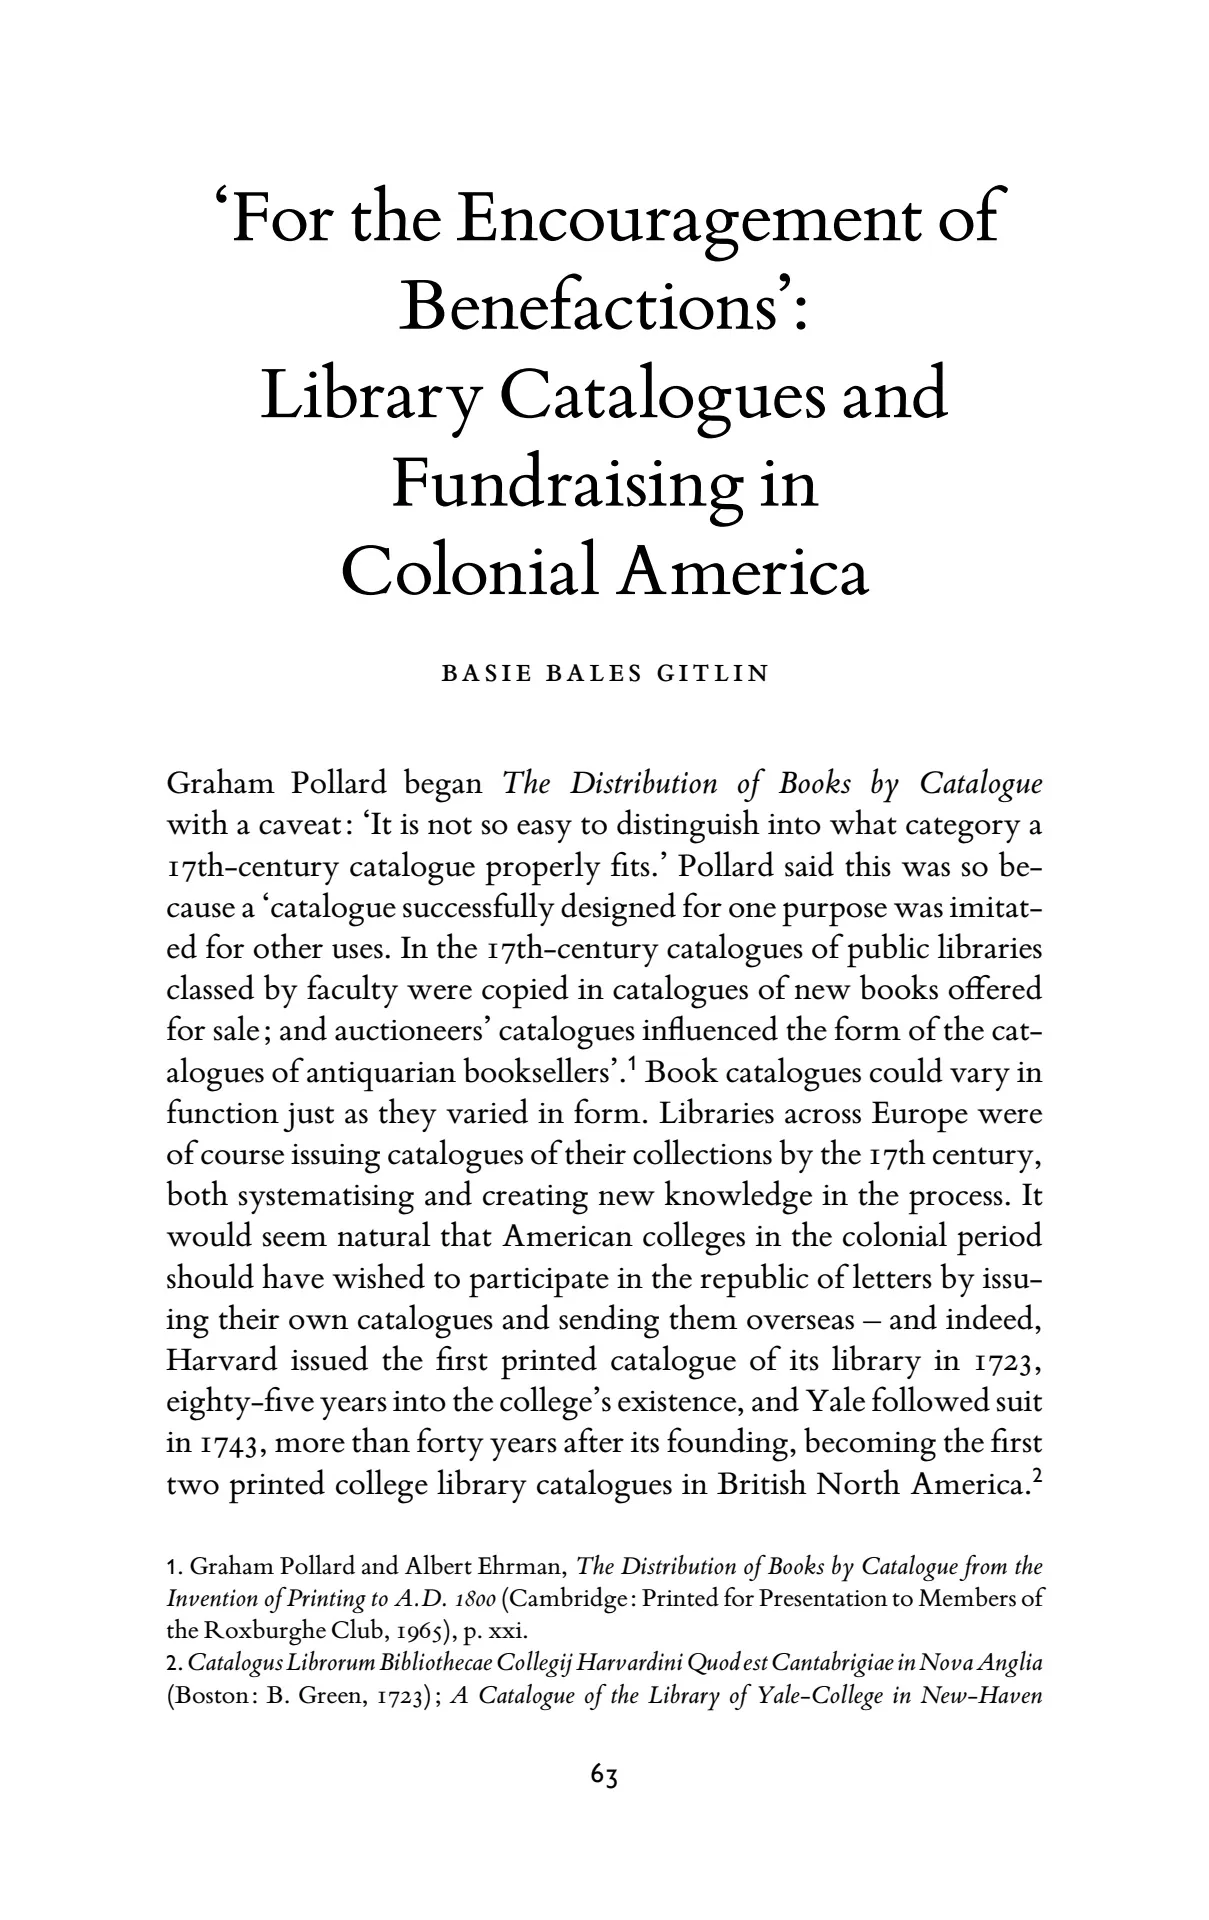 ‘For the Encouragement of
Benefactions’:
Library Catalogues and
Fundraising in
Colonial America
BASIE BALES GITLIN
Graham Pollard began The Distribution of Books by Catalogue
with a caveat: ‘It is not so easy to distinguish into what category a
17th-century catalogue properly fits.’ Pollard said this was so be-
cause a ‘catalogue successfully designed for one purpose was imitat-
ed for other uses. In the 17th-century catalogues of public libraries
classed by faculty were copied in catalogues of new books offered
for sale; and auctioneers’ catalogues influenced the form of the cat-
alogues of antiquarian booksellers’.1 Book catalogues could vary in
function just as they varied in form. Libraries across Europe were
of course issuing catalogues of their collections by the 17th century,
both systematising and creating new knowledge in the process. It
would seem natural that American colleges in the colonial period
should have wished to participate in the republic of letters by issu-
ing their own catalogues and sending them overseas – and indeed,
Harvard issued the first printed catalogue of its library in 1723,
eighty-five years into the college’s existence, and Yale followed suit
in 1743, more than forty years after its founding, becoming the first
two printed college library catalogues in British North America.2
1. Graham Pollard and Albert Ehrman, The Distribution of Books by Catalogue from the
Invention of Printing to A.D. 1800 (Cambridge: Printed for Presentation to Members of
the Roxburghe Club, 1965), p. xxi.
2. Catalogus Librorum Bibliothecae Collegij Harvardini Quod est Cantabrigiae in Nova Anglia
(Boston: B. Green, 1723); A Catalogue of the Library of Yale-College in New-Haven
63